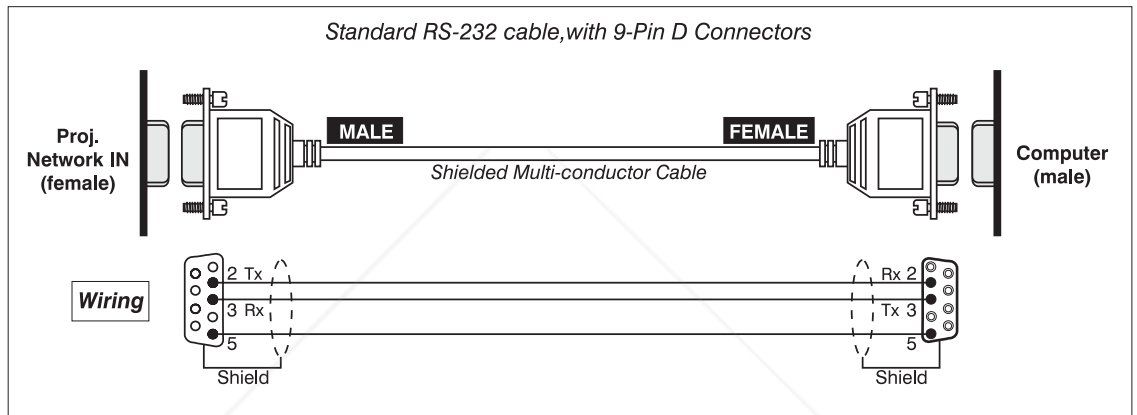 Standard RS-232 cable,with 9-Pin D Connectors
MALE
FEMALE
Proj.
Network IN
(female)
Shielded Multi-conductor Cable
Computer
(male)
Wiring
2 Tx
Rx 2
3 Rx
Tx 3
5
5
Shield
Shield